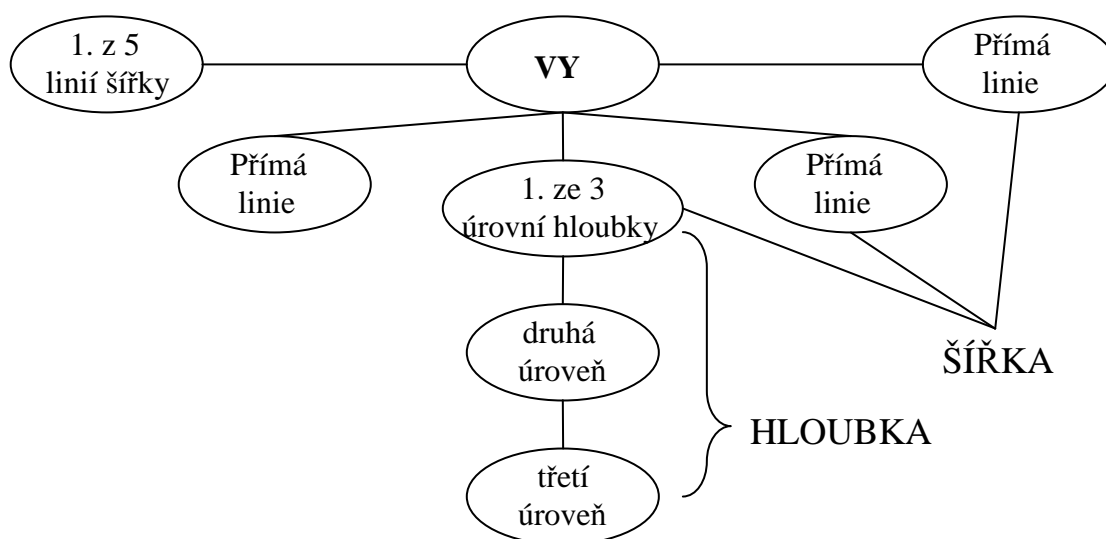 1. z 5
linií šířky
VY
Přímá
linie
Přímá
linie
1. ze 3
úrovní hloubky
Přímá
linie
druhá
úroveň
ŠÍŘKA
HLOUBKA
třetí
úroveň